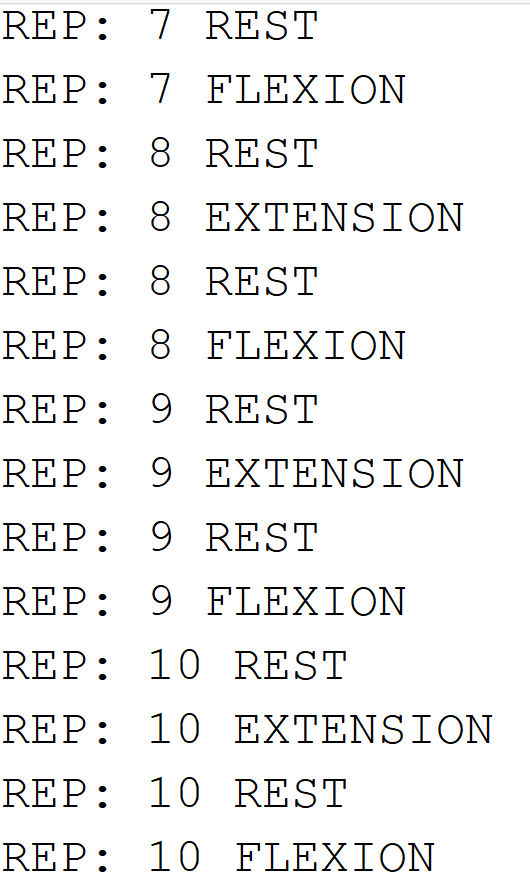 REP: 7 REST
REP: 7 FLEXION
REP: 8 REST
REP: 8 EXTENSION
REP: 8 REST
REP: 8 FLEXION
REP: 9 REST
REP: 9 EXTENSION
REP: 9 REST
REP: 9 FLEXION
REP: 10 REST
REP: 10 EXTENSION
REP: 10 REST
REP: 10 FLEXION